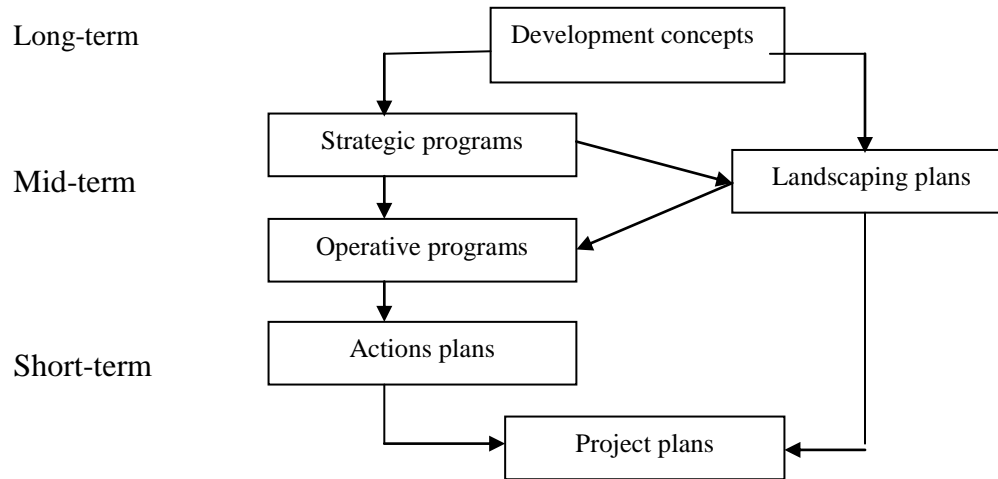 Long-term
Development concepts
Strategic programs
Mid-term
Landscaping plans
Operative programs
Actions plans
Short-term
Project plans